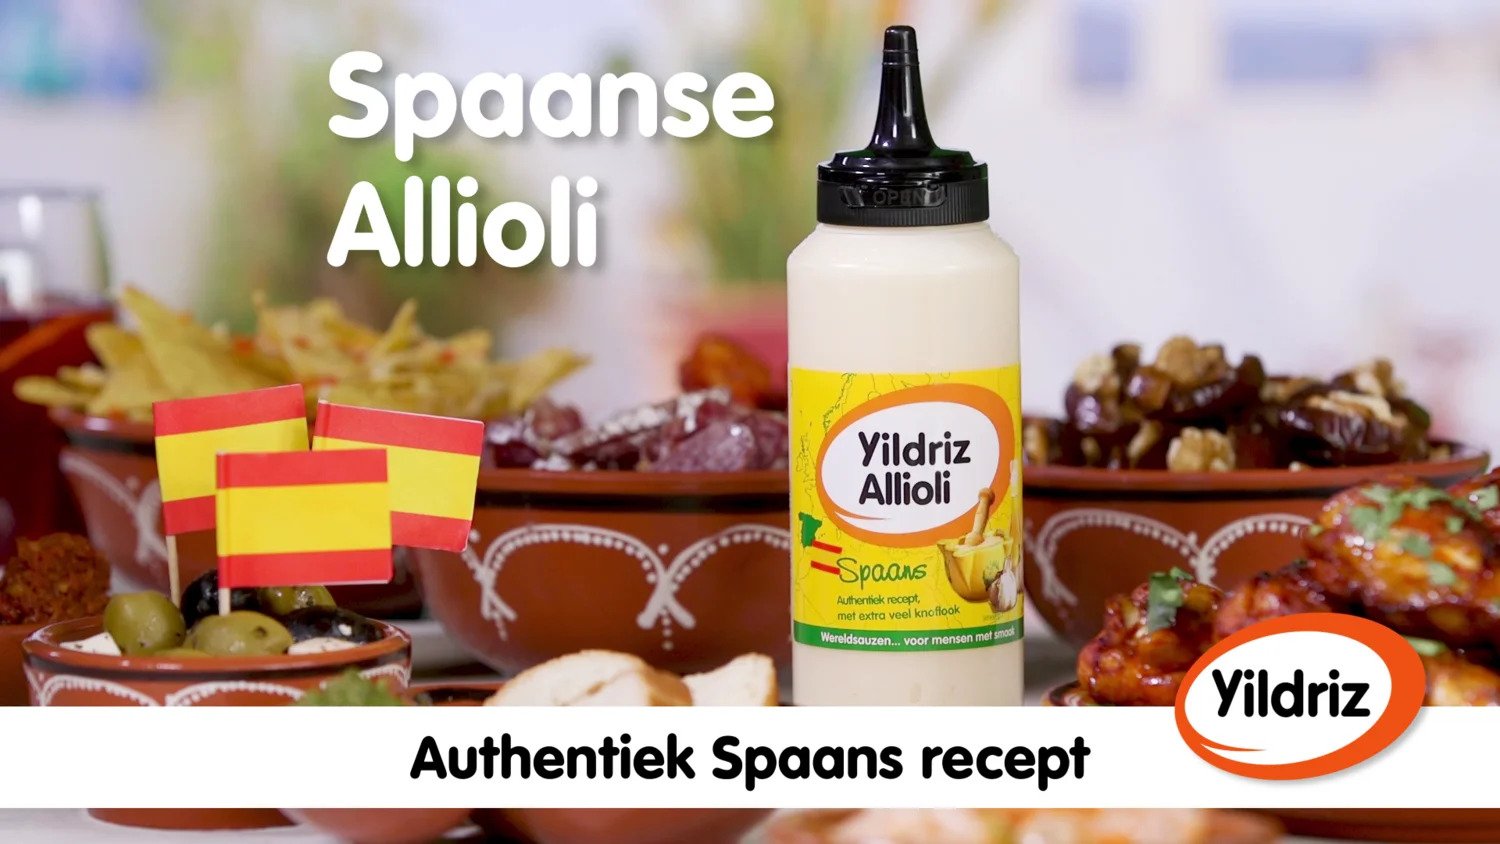 Spaanse
Allioli
OPEN
Yildriz
Allioli
Spaans
Authentiek recept,
met extra veel knoflook
Wereldsauzen... voor mensen met smaak
Yildriz
Authentiek Spaans recept